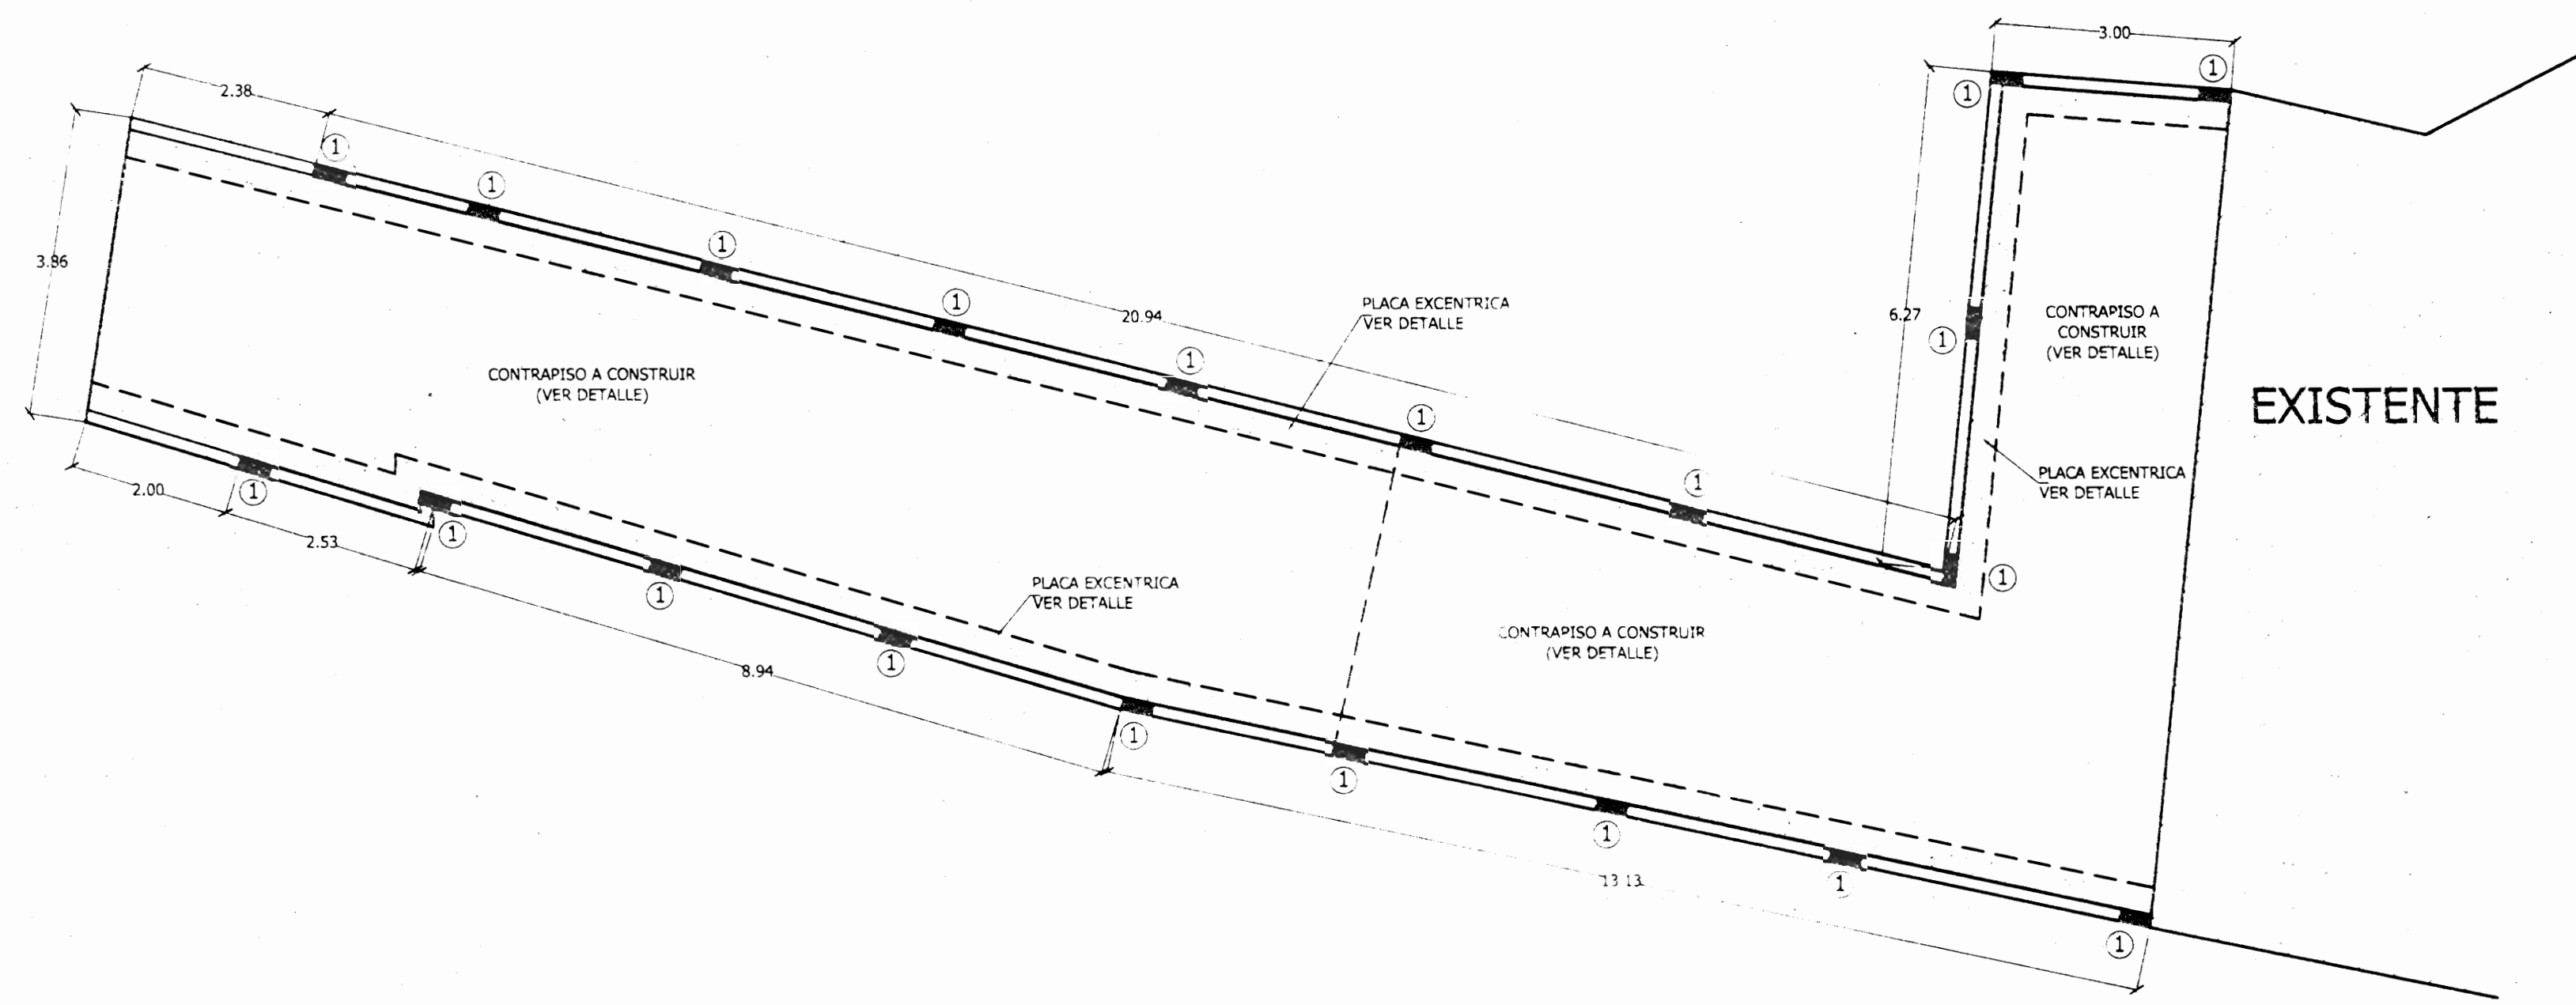 3.00
①
①
2.38
①
①
3.86
①
①
20.94
PLACA EXCENTRICA
VER DETALLE
6.27
①
CONTRAPISO A
CONSTRUIR
(VER DETALLE)
①
CONTRAPISO A CONSTRUIR
(VER DETALLE)
①
EXISTENTE
①
PLACA EXCENTRICA
VER DETALLE
2.00
①
①
2.53
①
①
①
PLACA EXCENTRICA
VER DETALLE
CONTRAPISO A CONSTRUIR
(VER DETALLE)
8.94
①
①
①
①
13.13
①
①